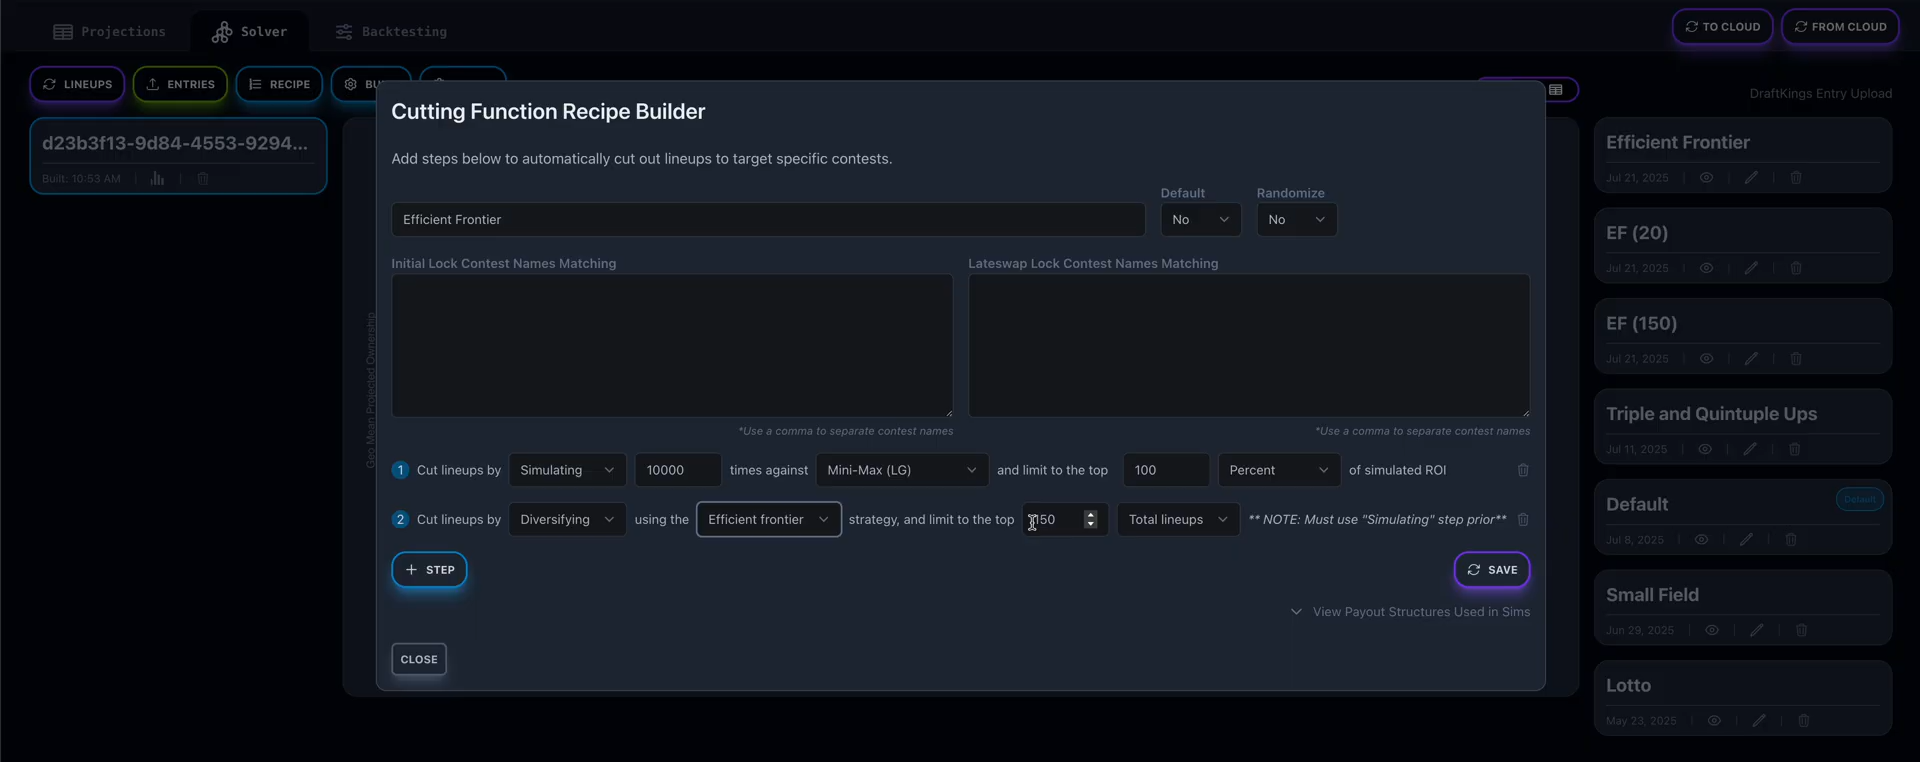 Projections
Solver
Backtesting
TO CLOUD
FROM CLOUD
LINEUPS
ENTRIES
RECIPE
DraftKings Entry Upload
d23b3f13-9d84-4553-9294...
Built: 10:53 AM
Geo Mean Projected Ownership
Cutting Function Recipe Builder
Add steps below to automatically cut out lineups to target specific contests.
Default
Randomize
Efficient Frontier
No
No
Initial Lock Contest Names Matching
Lateswap Lock Contest Names Matching
*Use a comma to separate contest names
*Use a comma to separate contest names
1 Cut lineups by Simulating 10000 times against Mini-Max (LG) and limit to the top 100 Percent of simulated ROI
2 Cut lineups by Diversifying using the Efficient frontier strategy, and limit to the top 150 Total lineups ** NOTE: Must use "Simulating" step prior**
+ STEP
SAVE
View Payout Structures Used in Sims
CLOSE
Efficient Frontier
Jul 21, 2025
EF (20)
Jul 21, 2025
EF (150)
Jul 21, 2025
Triple and Quintuple Ups
Jul 11, 2025
Default
Default
Jul 8, 2025
Small Field
Jun 29, 2025
Lotto
May 23, 2025